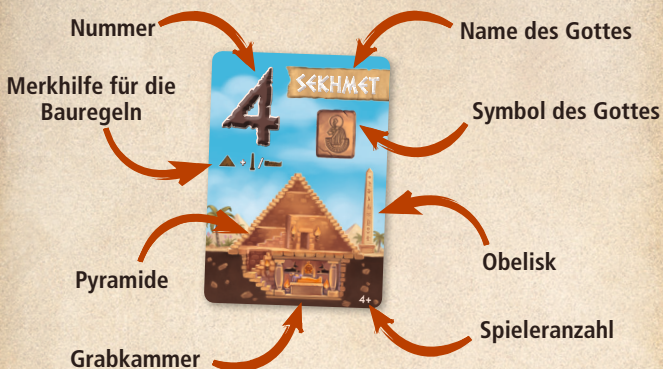 Nummer
Name des Gottes
4
SEKHMET
Merkhilfe für die
Bauregeln
Symbol des Gottes
Pyramide
Obelisk
4+
Spieleranzahl
Grabkammer